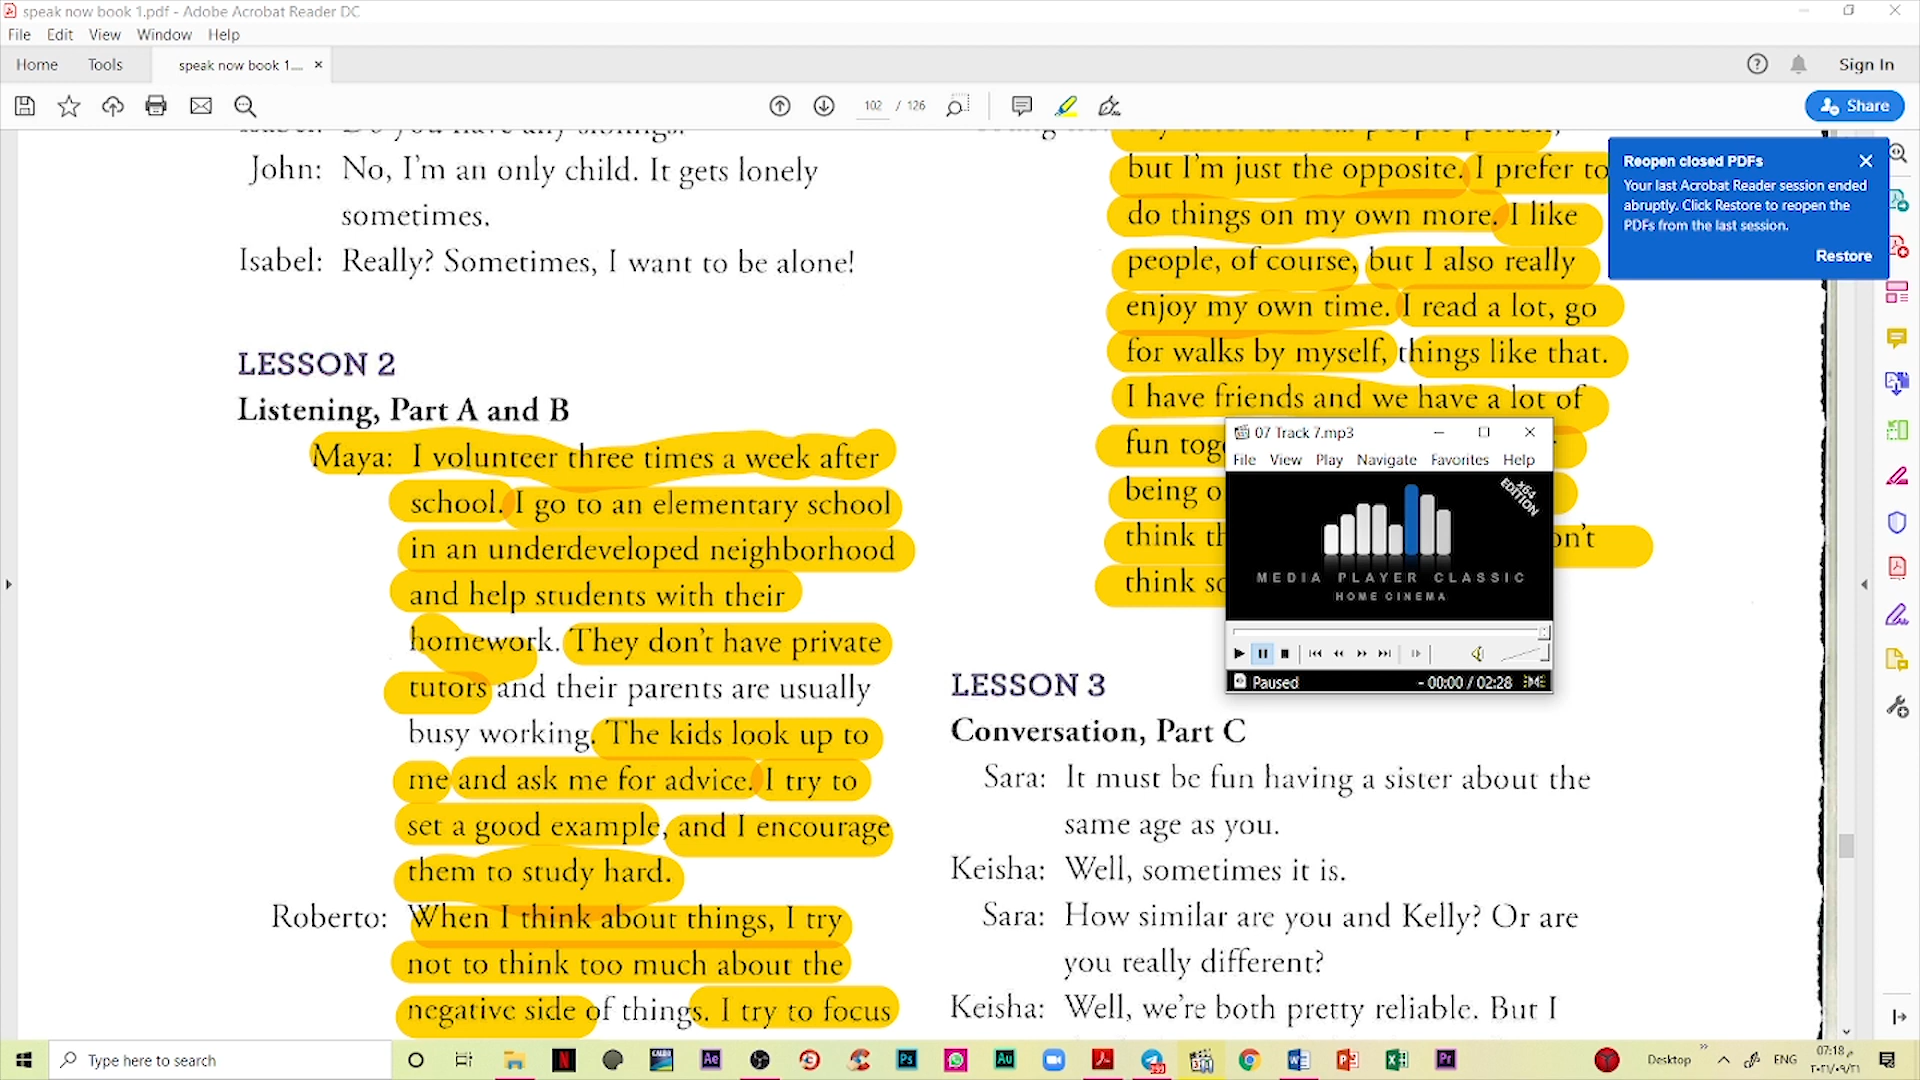 speak now book 1.pdf - Adobe Acrobat Reader DC
File Edit View Window Help
Home Tools speak now book 1.... × Sign In
102 / 126 Share
John: No, I'm an only child. It gets lonely
sometimes.
Isabel: Really? Sometimes, I want to be alone!
LESSON 2
Listening, Part A and B
Maya: I volunteer three times a week after
school. I go to an elementary school
in an underdeveloped neighborhood
and help students with their
homework. They don't have private
tutors and their parents are usually
busy working. The kids look up to
me and ask me for advice. I try to
set a good example, and I encourage
them to study hard.
Roberto: When I think about things, I try
not to think too much about the
negative side of things. I try to focus
but I'm just the opposite. I prefer to
do things on my own more. I like
people, of course, but I also really
enjoy my own time. I read a lot, go
for walks by myself, things like that.
I have friends and we have a lot of
fun
being
think
think
LESSON 3
Conversation, Part C
Sara: It must be fun having a sister about the
same age as you.
Keisha: Well, sometimes it is.
Sara: How similar are you and Kelly? Or are
you really different?
Keisha: Well, we're both pretty reliable. But I
Reopen closed PDFs
Your last Acrobat Reader session ended
abruptly. Click Restore to reopen the
PDFs from the last session.
Restore
07 Track 7.mp3
File View Play Navigate Favorites Help
x64 EDITION
MEDIA PLAYER CLASSIC
HOME CINEMA
Paused - 00:00 / 02:28
Type here to search
Desktop ENG
٠7:18 م
٢٠٢١/٠٩/٢١